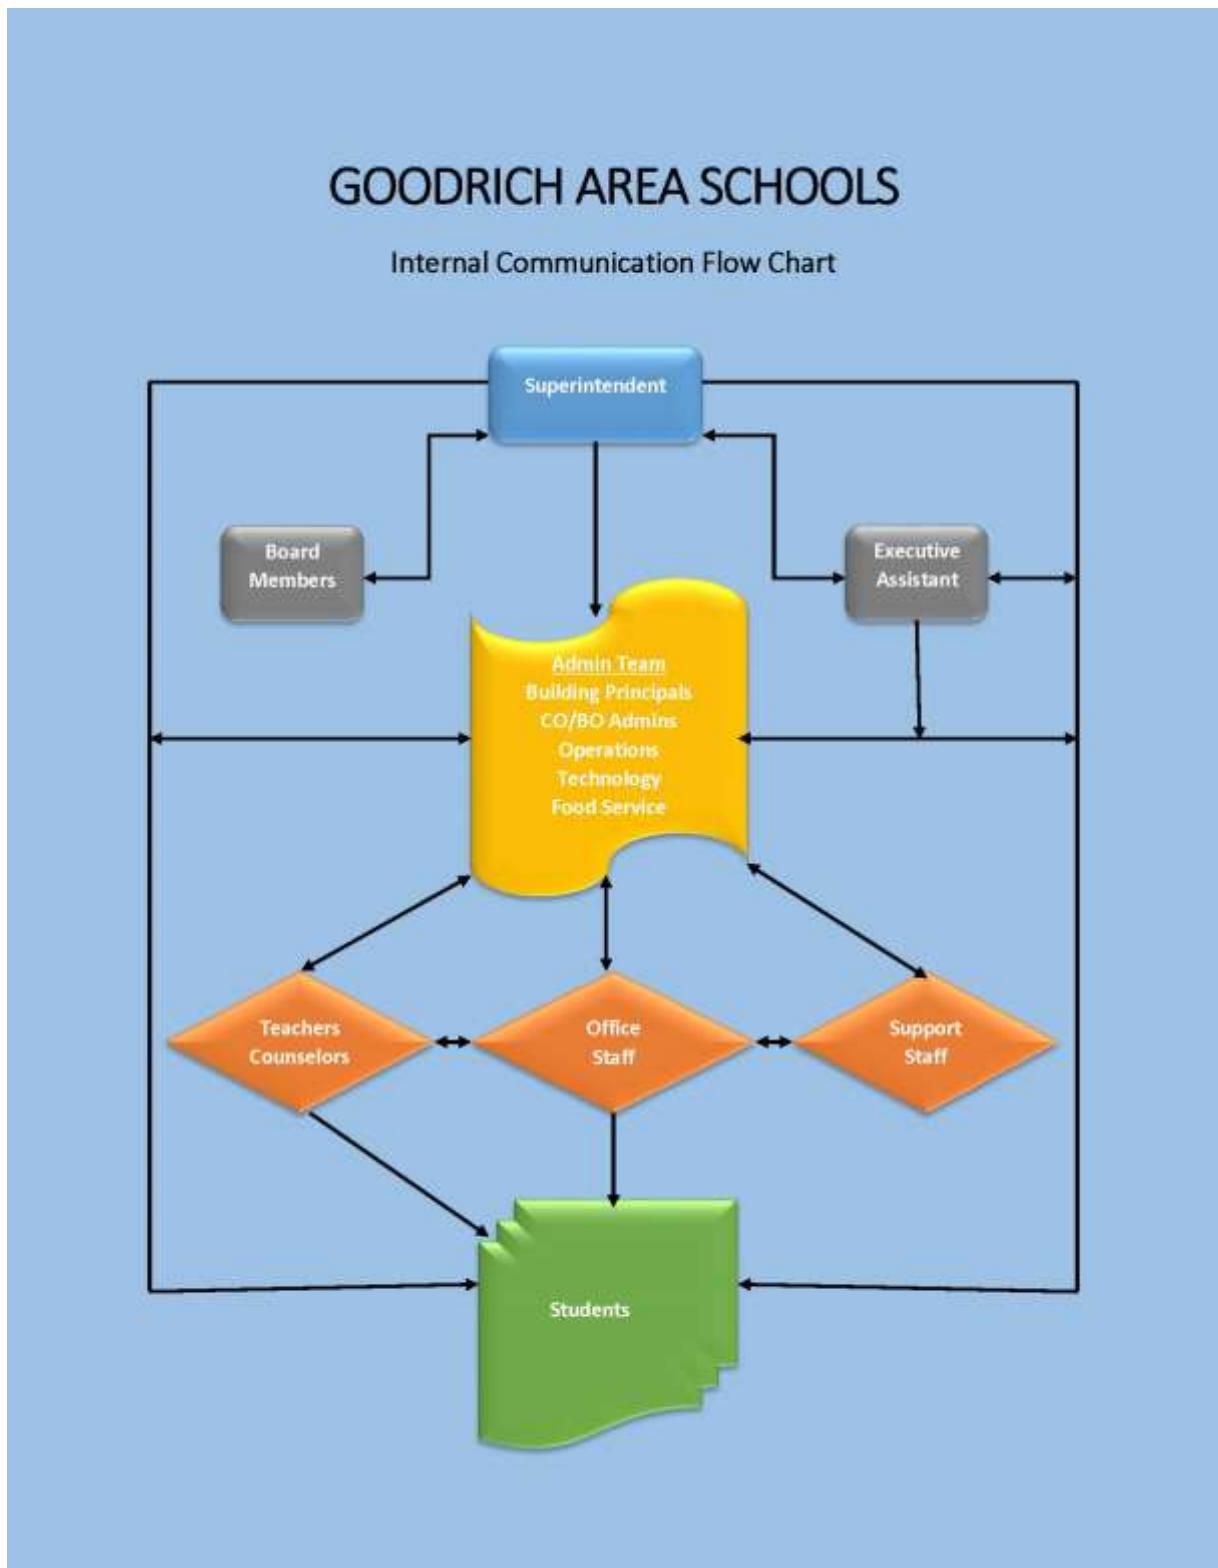 GOODRICH AREA SCHOOLS
Internal Communication Flow Chart
Superintendent
Board
Members
Executive
Assistant
Admin Team
Building Principals
CO/BO Admins
Operations
Technology
Food Service
Teachers
Counselors
Office
Staff
Support
Staff
Students